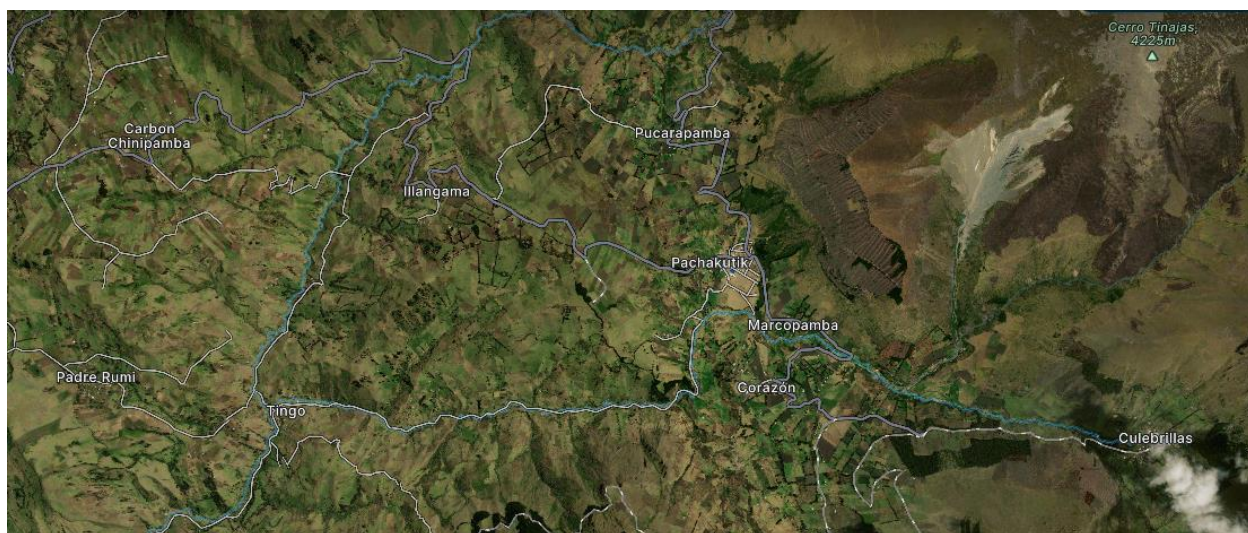 Cerro Tinajas,
4225m
Carbon
Chinipamba
Pucarapamba
Illangama
Pachakutik
Marcopamba
Padre Rumi
Corazón
Tingo
Culebrillas